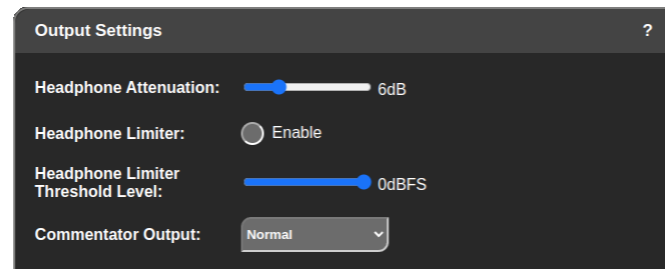 Output Settings ?
Headphone Attenuation: 6dB
Headphone Limiter: Enable
Headphone Limiter
Threshold Level: 0dBFS
Commentator Output: Normal